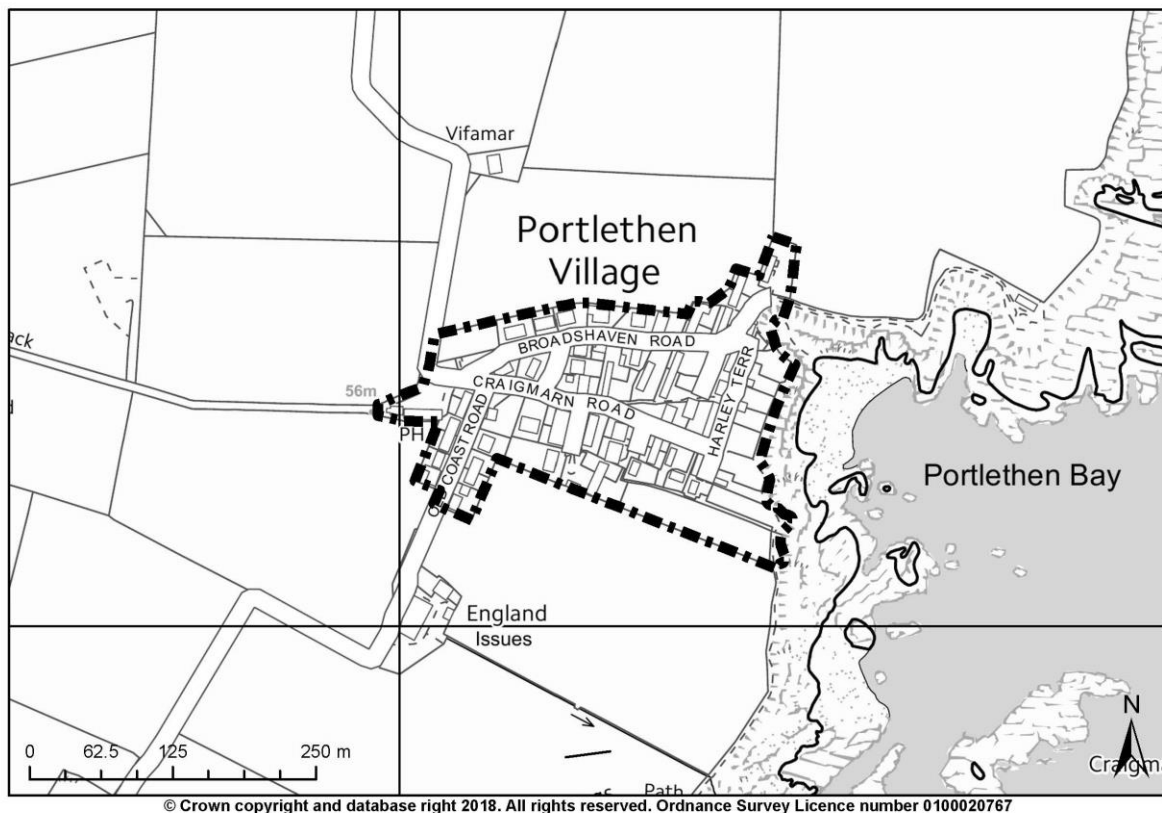 Vifamar
Portlethen
Village
BROADSHAVEN ROAD
ack
56m
CRAIGMARN ROAD
HARLEY TERR
PH
COAST ROAD
Portlethen Bay
England
Issues
N
0 62.5 125 250 m
Path
Craigma
© Crown copyright and database right 2018. All rights reserved. Ordnance Survey Licence number 0100020767